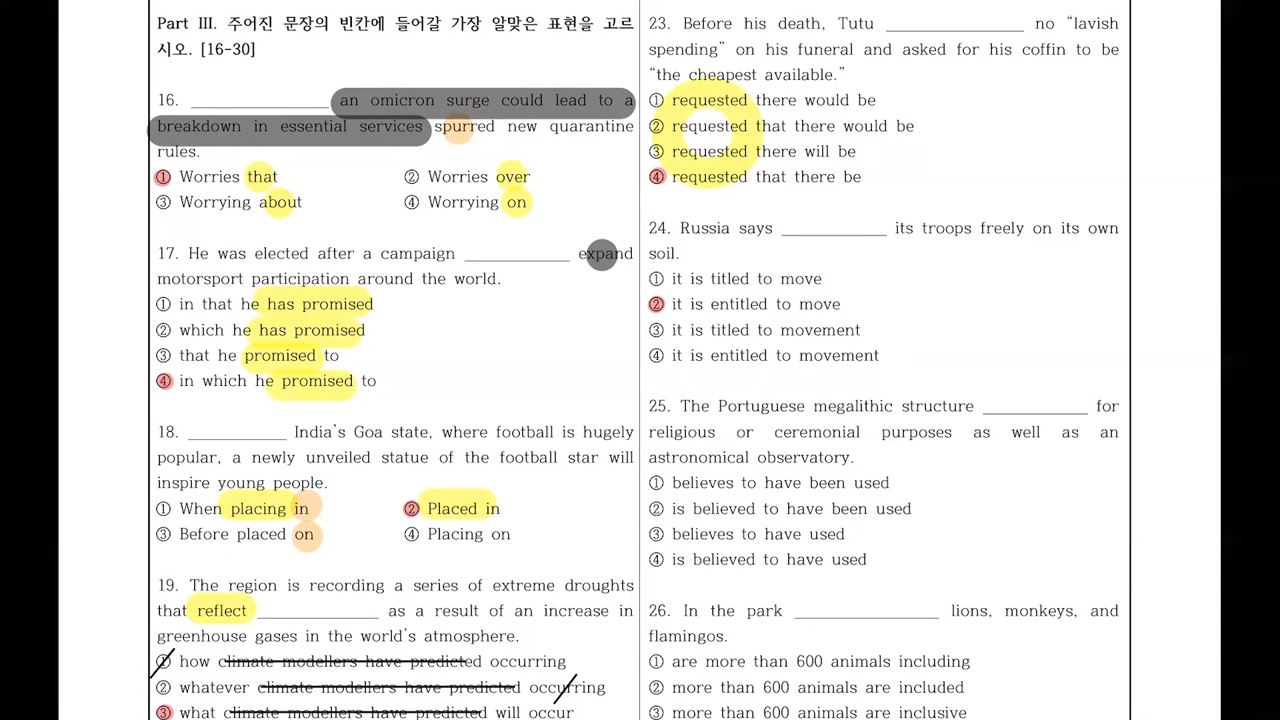 Part III. 주어진 문장의 빈칸에 들어갈 가장 알맞은 표현을 고르
시오. [16-30]
16. ______________ an omicron surge could lead to a
breakdown in essential services spurred new quarantine
rules.
① Worries that ② Worries over
③ Worrying about ④ Worrying on
17. He was elected after a campaign ____________ expand
motorsport participation around the world.
① in that he has promised
② which he has promised
③ that he promised to
④ in which he promised to
18. ___________ India's Goa state, where football is hugely
popular, a newly unveiled statue of the football star will
inspire young people.
① When placing in ② Placed in
③ Before placed on ④ Placing on
19. The region is recording a series of extreme droughts
that reflect ______________ as a result of an increase in
greenhouse gases in the world's atmosphere.
① how climate modellers have predicted occurring
② whatever climate modellers have predicted occurring
③ what climate modellers have predicted will occur
23. Before his death, Tutu ______________ no “lavish
spending” on his funeral and asked for his coffin to be
“the cheapest available.”
① requested there would be
② requested that there would be
③ requested there will be
④ requested that there be
24. Russia says ____________ its troops freely on its own
soil.
① it is titled to move
② it is entitled to move
③ it is titled to movement
④ it is entitled to movement
25. The Portuguese megalithic structure ____________ for
religious or ceremonial purposes as well as an
astronomical observatory.
① believes to have been used
② is believed to have been used
③ believes to have used
④ is believed to have used
26. In the park ________________ lions, monkeys, and
flamingos.
① are more than 600 animals including
② more than 600 animals are included
③ more than 600 animals are inclusive